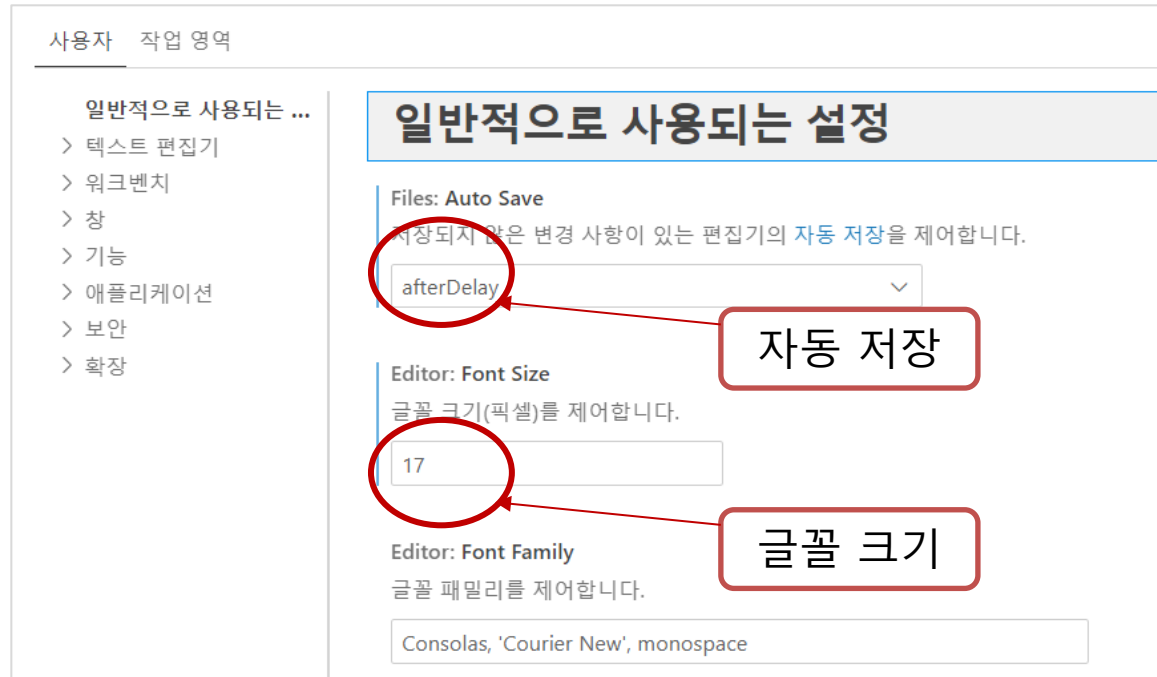 사용자 작업 영역
일반적으로 사용되는 ...
텍스트 편집기
워크벤치
창
기능
애플리케이션
보안
확장
일반적으로 사용되는 설정
Files: Auto Save
저장되지 않은 변경 사항이 있는 편집기의 자동 저장을 제어합니다.
afterDelay
자동 저장
Editor: Font Size
글꼴 크기(픽셀)를 제어합니다.
17
글꼴 크기
Editor: Font Family
글꼴 패밀리를 제어합니다.
Consolas, 'Courier New', monospace